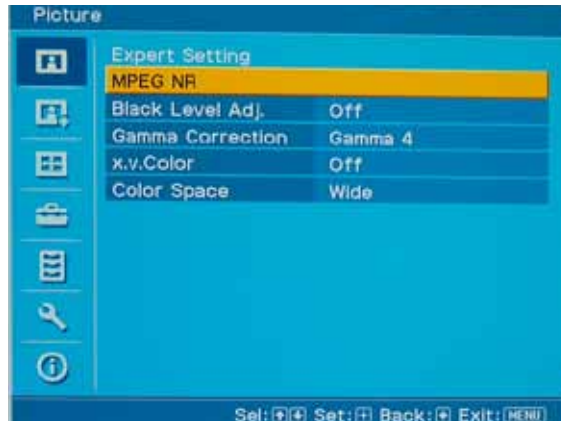 Picture
Expert Setting
MPEG NR
Black Level Adj. Off
Gamma Correction Gamma 4
x.v.Color Off
Color Space Wide
Sel: Set: Back: Exit: MENU